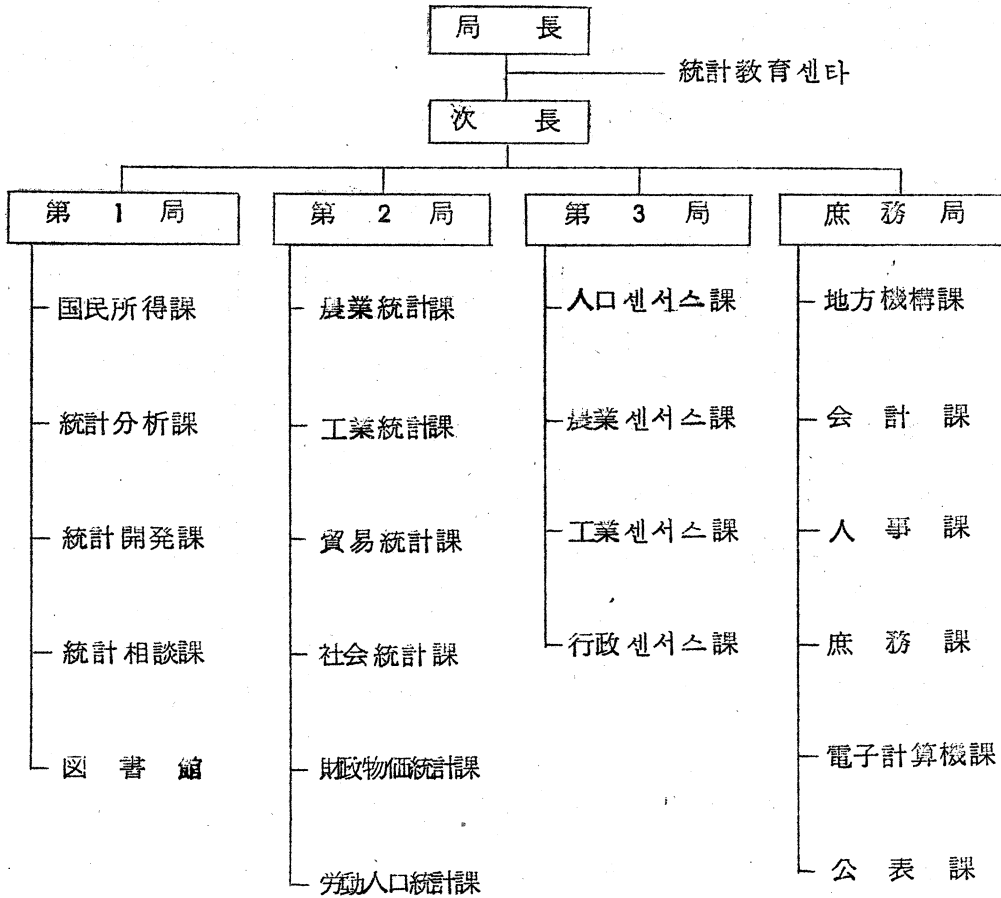 局 長
統計教育센타
次 長
第 1 局
第 2 局
第 3 局
庶 務 局
国民所得課
農業統計課
人口센서스課
地方機構課
統計分析課
工業統計課
農業센서스課
会 計 課
統計開発課
貿易統計課
工業센서스課
人 事 課
統計相談課
社会統計課
行政센서스課
庶 務 課
図 書 館
財政物価統計課
電子計算機課
労動人口統計課
公 表 課